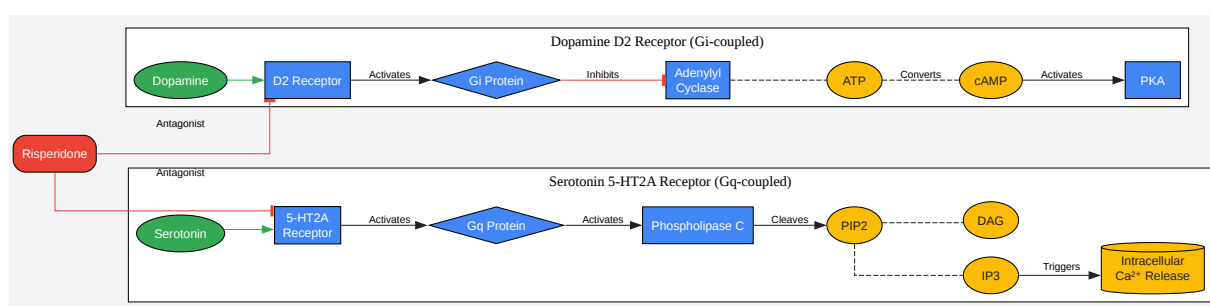 Dopamine D2 Receptor (Gi-coupled)
Dopamine
D2 Receptor
Activates
Gi Protein
Inhibits
Adenylyl
Cyclase
ATP
Converts
cAMP
Activates
PKA
Antagonist
Risperidone
Antagonist
Serotonin 5-HT2A Receptor (Gq-coupled)
Serotonin
5-HT2A
Receptor
Activates
Gq Protein
Activates
Phospholipase C
Cleaves
PIP2
DAG
IP3
Triggers
Intracellular
Ca²⁺ Release